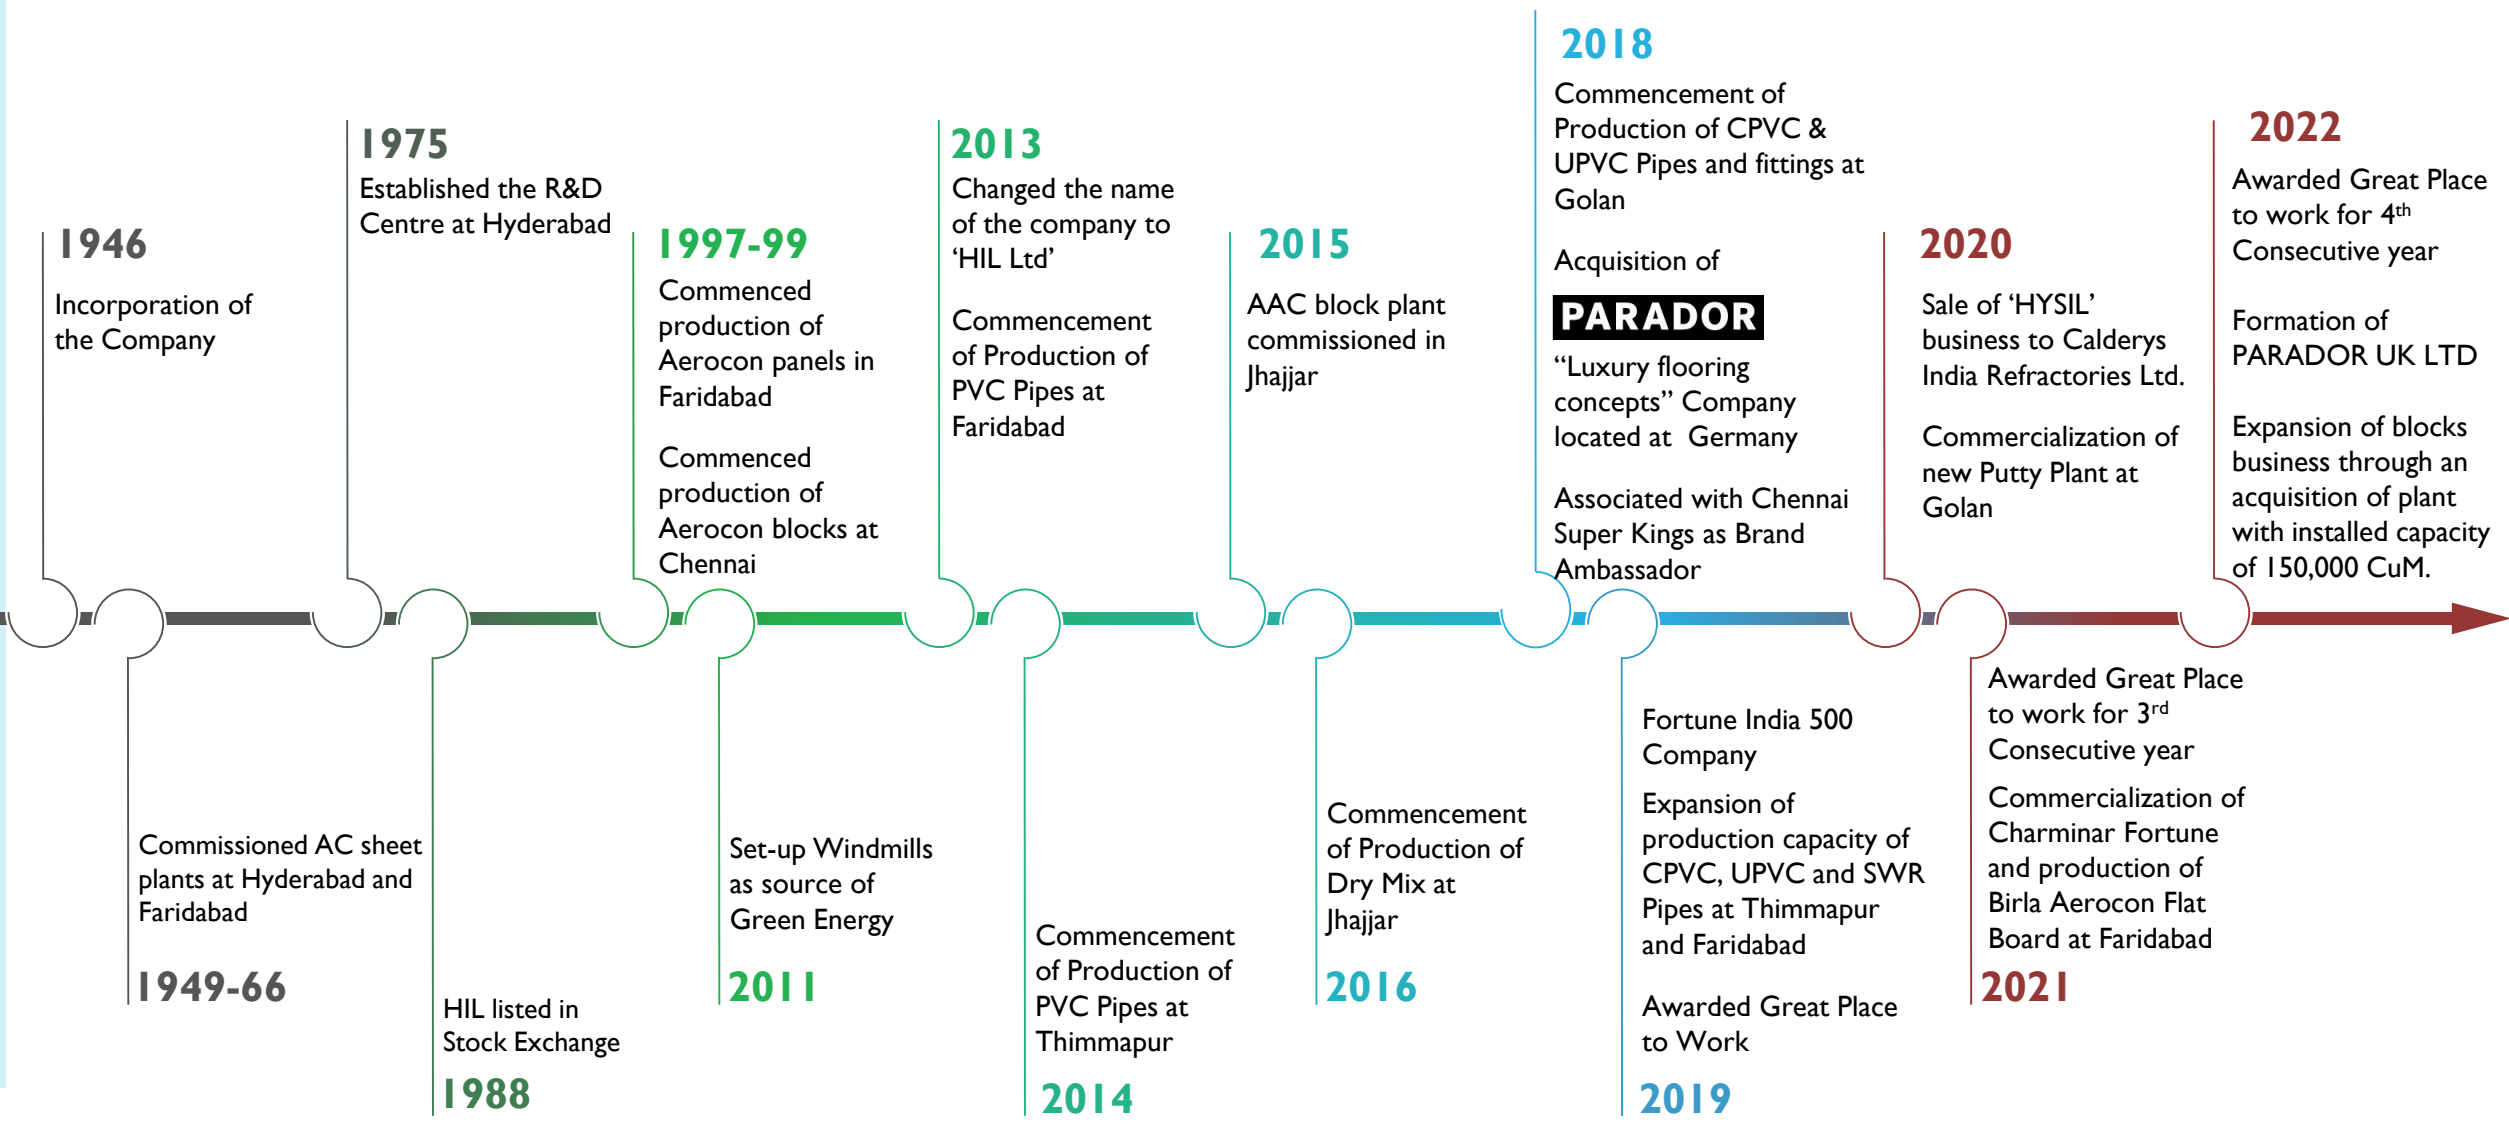 1946
Incorporation of
the Company
Commissioned AC sheet
plants at Hyderabad and
Faridabad
1949-66
1975
Established the R&D
Centre at Hyderabad
HIL listed in
Stock Exchange
1988
1997-99
Commenced
production of
Aerocon panels in
Faridabad
Commenced
production of
Aerocon blocks at
Chennai
Set-up Windmills
as source of
Green Energy
2011
2013
Changed the name
of the company to
‘HIL Ltd’
Commencement
of Production of
PVC Pipes at
Faridabad
Commencement
of Production of
PVC Pipes at
Thimmapur
2014
2015
AAC block plant
commissioned in
Jhajjar
Commencement
of Production of
Dry Mix at
Jhajjar
2016
2018
Commencement of
Production of CPVC &
UPVC Pipes and fittings at
Golan
Acquisition of
PARADOR
“Luxury flooring
concepts” Company
located at Germany
Associated with Chennai
Super Kings as Brand
Ambassador
Fortune India 500
Company
Expansion of
production capacity of
CPVC, UPVC and SWR
Pipes at Thimmapur
and Faridabad
Awarded Great Place
to Work
2019
2020
Sale of ‘HYSIL’
business to Calderys
India Refractories Ltd.
Commercialization of
new Putty Plant at
Golan
Awarded Great Place
to work for 3rd
Consecutive year
Commercialization of
Charminar Fortune
and production of
Birla Aerocon Flat
Board at Faridabad
2021
2022
Awarded Great Place
to work for 4th
Consecutive year
Formation of
PARADOR UK LTD
Expansion of blocks
business through an
acquisition of plant
with installed capacity
of 150,000 CuM.